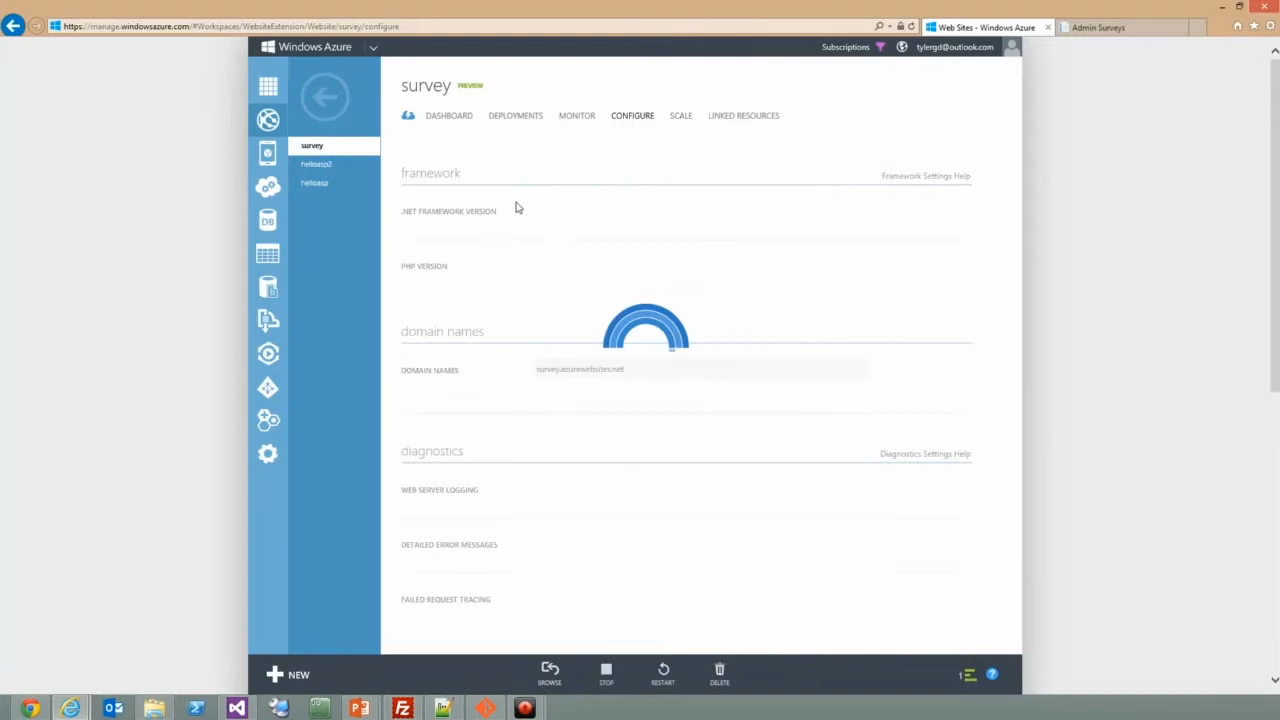 https://manage.windowsazure.com/#Workspaces/WebsiteExtension/Website/survey/configure
Web Sites - Windows Azure
Admin Surveys
Windows Azure
Subscriptions
tylergd@outlook.com
survey PREVIEW
DASHBOARD DEPLOYMENTS MONITOR CONFIGURE SCALE LINKED RESOURCES
survey
helloasp2
helloasp
framework
Framework Settings Help
.NET FRAMEWORK VERSION
PHP VERSION
domain names
DOMAIN NAMES
survey.azurewebsites.net
diagnostics
Diagnostics Settings Help
WEB SERVER LOGGING
DETAILED ERROR MESSAGES
FAILED REQUEST TRACING
DB
NEW
BROWSE
STOP
RESTART
DELETE
1